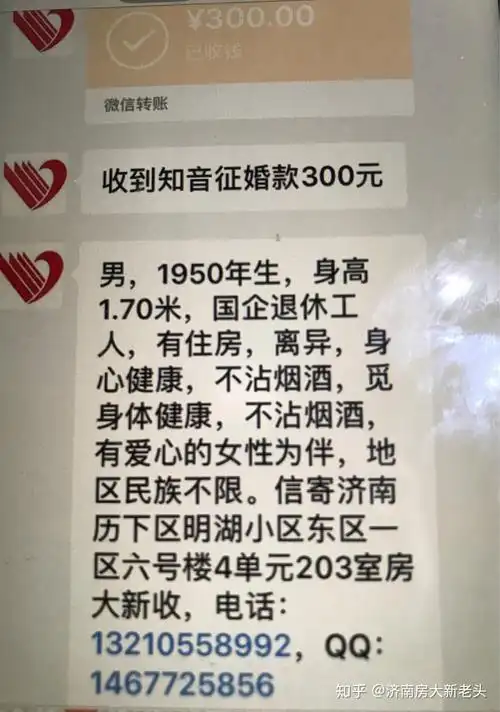 ¥300.00
已收钱
微信转账
收到知音征婚款300元
男，1950年生，身高
1.70米，国企退休工
人，有住房，离异，身
心健康，不沾烟酒，觅
身体健康，不沾烟酒，
有爱心的女性为伴，地
区民族不限。信寄济南
历下区明湖小区东区一
区六号楼4单元203室房
大新收，电话：
13210558992，QQ：
1467725856
知乎 @济南房大新老头